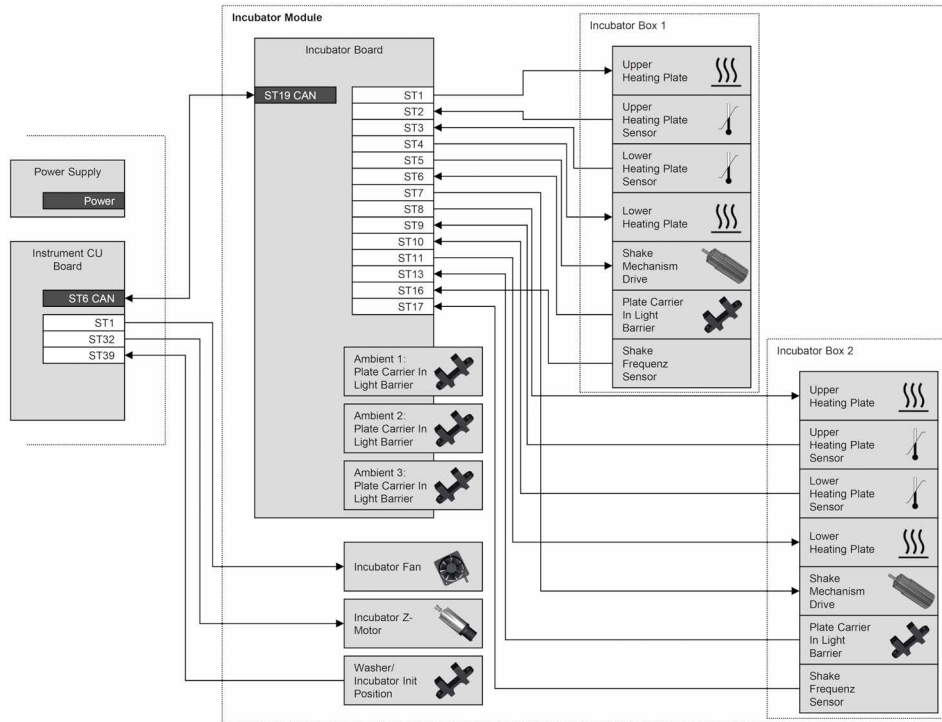 Incubator Module
Incubator Board
ST19 CAN
ST1
ST2
ST3
ST4
ST5
ST6
ST7
ST8
ST9
ST10
ST11
ST13
ST16
ST17
Ambient 1:
Plate Carrier In
Light Barrier
Ambient 2:
Plate Carrier In
Light Barrier
Ambient 3:
Plate Carrier In
Light Barrier
Incubator Fan
Incubator Z-
Motor
Washer/
Incubator Init
Position
Power Supply
Power
Instrument CU
Board
ST6 CAN
ST1
ST32
ST39
Incubator Box 1
Upper
Heating Plate
Upper
Heating Plate
Sensor
Lower
Heating Plate
Sensor
Lower
Heating Plate
Shake
Mechanism
Drive
Plate Carrier
In Light
Barrier
Shake
Frequenz
Sensor
Incubator Box 2
Upper
Heating Plate
Upper
Heating Plate
Sensor
Lower
Heating Plate
Sensor
Lower
Heating Plate
Shake
Mechanism
Drive
Plate Carrier
In Light
Barrier
Shake
Frequenz
Sensor